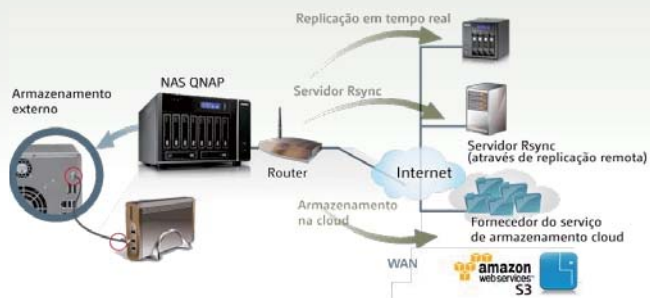 Replicação em tempo real
NAS QNAP
Armazenamento
externo
Servidor Rsync
Servidor Rsync
(através de replicação remota)
Router
Internet
Armazenamento
na cloud
Fornecedor do serviço
de armazenamento cloud
WAN
amazon
webservices™
S3